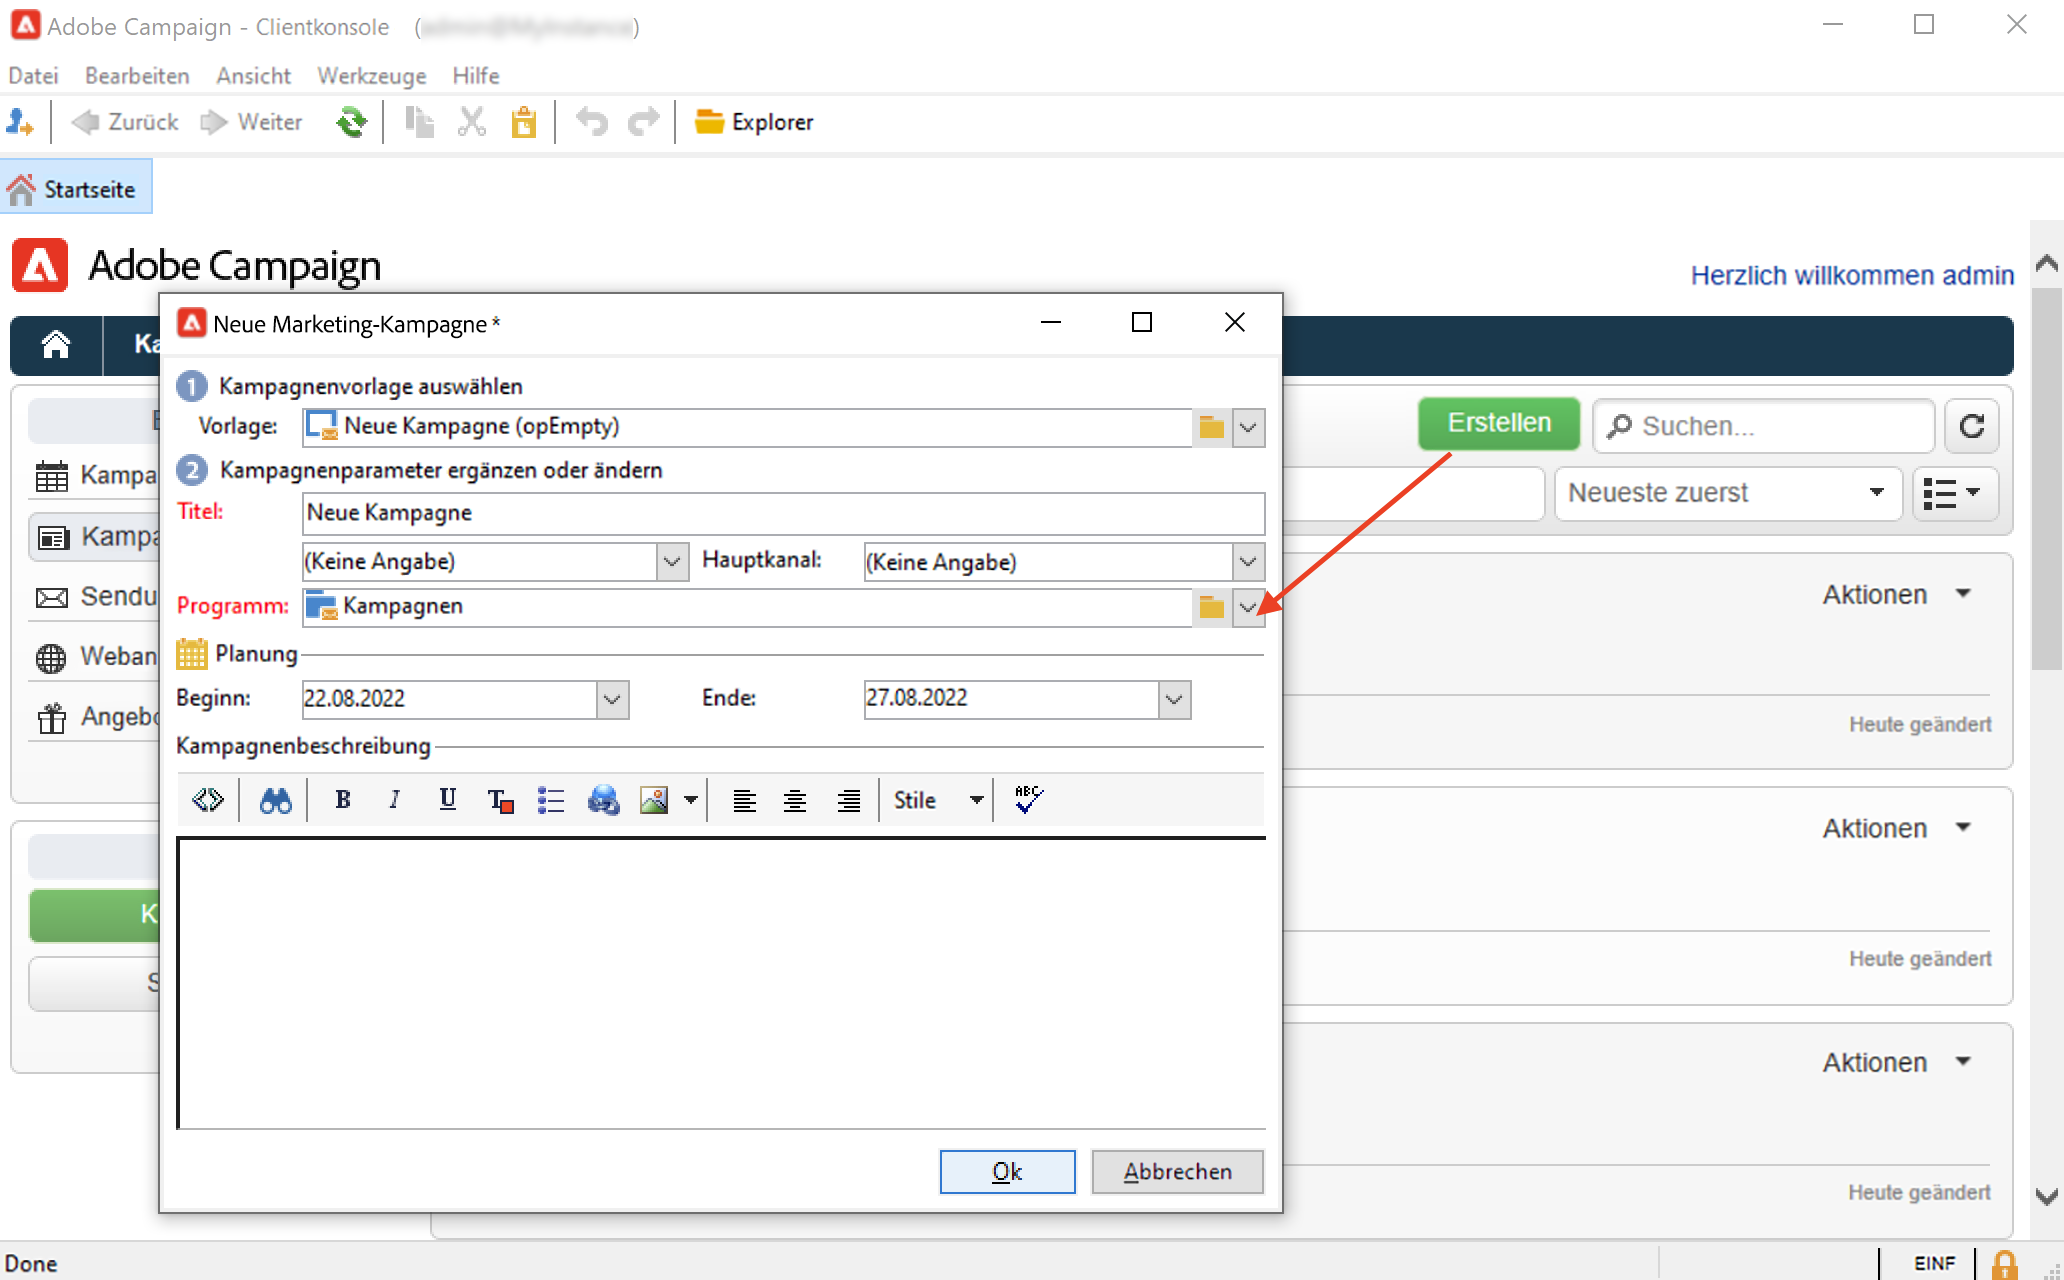 Adobe Campaign - Clientkonsole
Datei Bearbeiten Ansicht Werkzeuge Hilfe
Zurück Weiter Explorer
Startseite
Adobe Campaign
Herzlich willkommen admin
Neue Marketing-Kampagne *
1 Kampagnenvorlage auswählen
Vorlage: Neue Kampagne (opEmpty)
2 Kampagnenparameter ergänzen oder ändern
Titel: Neue Kampagne
(Keine Angabe) Hauptkanal: (Keine Angabe)
Programm: Kampagnen
Planung
Beginn: 22.08.2022 Ende: 27.08.2022
Kampagnenbeschreibung
B I U T Stile ABC
Ok Abbrechen
Ka
Kampa
Kampa
Sendu
Weban
Angebo
K
S
Erstellen Suchen...
Neueste zuerst
Aktionen
Heute geändert
Aktionen
Heute geändert
Aktionen
Heute geändert
Done EINF